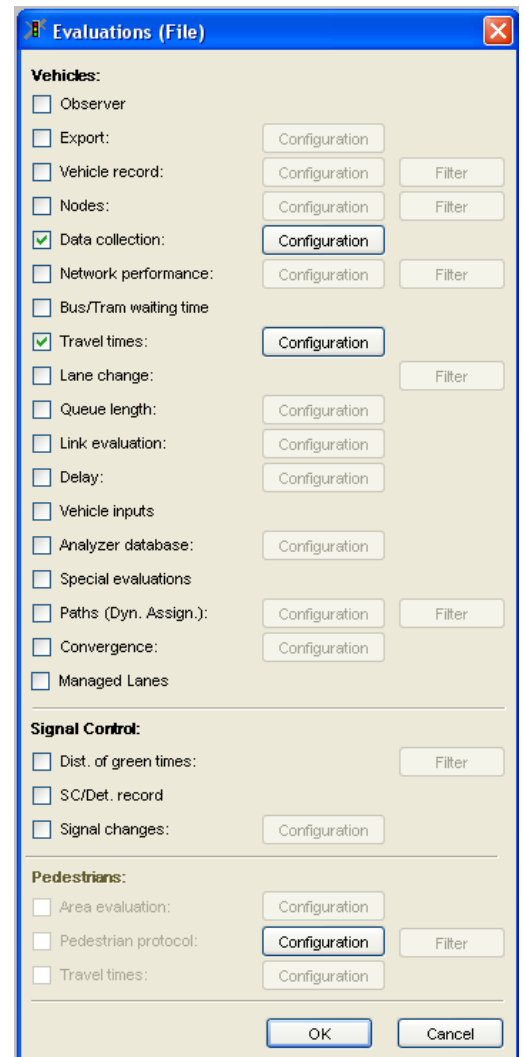 Evaluations (File)
Vehicles:
Observer
Export: Configuration
Vehicle record: Configuration Filter
Nodes: Configuration Filter
Data collection: Configuration
Network performance: Configuration Filter
Bus/Tram waiting time
Travel times: Configuration
Lane change: Filter
Queue length: Configuration
Link evaluation: Configuration
Delay: Configuration
Vehicle inputs
Analyzer database: Configuration
Special evaluations
Paths (Dyn. Assign.): Configuration Filter
Convergence: Configuration
Managed Lanes
Signal Control:
Dist. of green times: Filter
SC/Det. record
Signal changes: Configuration
Pedestrians:
Area evaluation: Configuration
Pedestrian protocol: Configuration Filter
Travel times: Configuration
OK Cancel